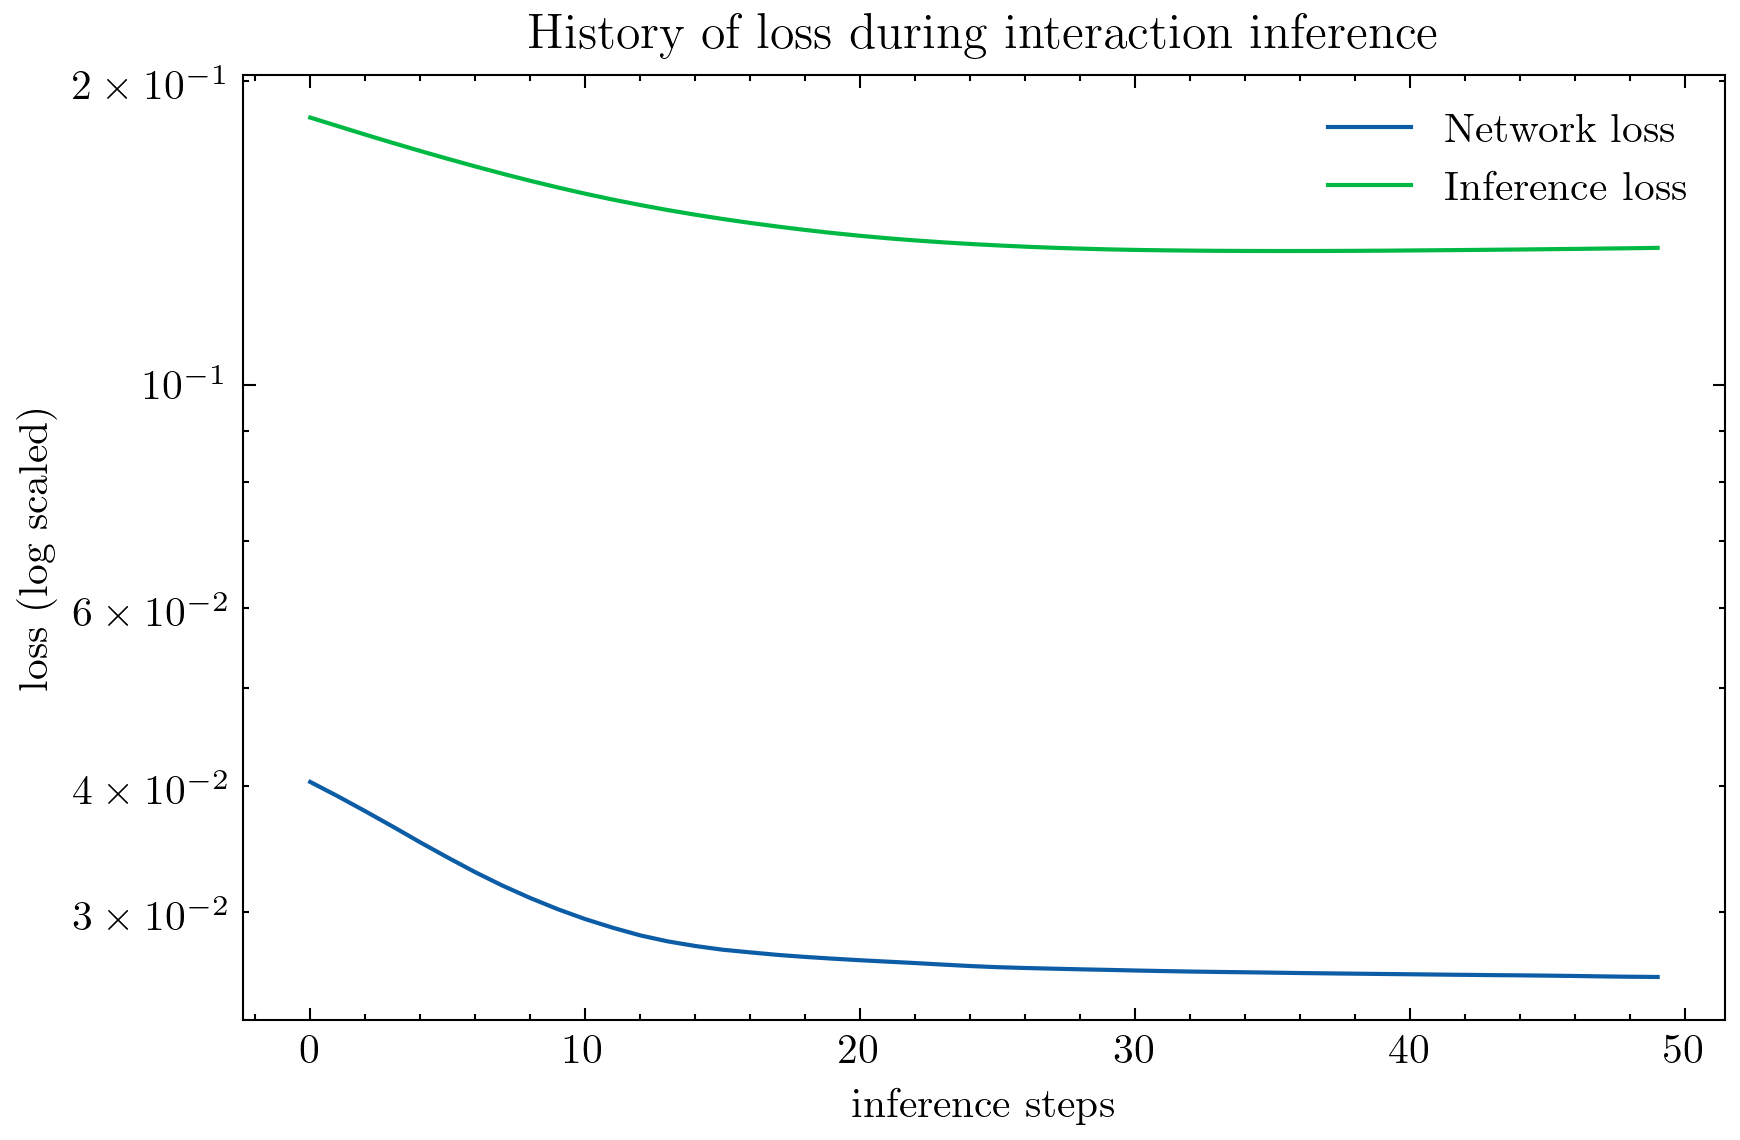 History of loss during interaction inference
2 × 10⁻¹
10⁻¹
6 × 10⁻²
4 × 10⁻²
3 × 10⁻²
loss (log scaled)
Network loss
Inference loss
0 10 20 30 40 50
inference steps